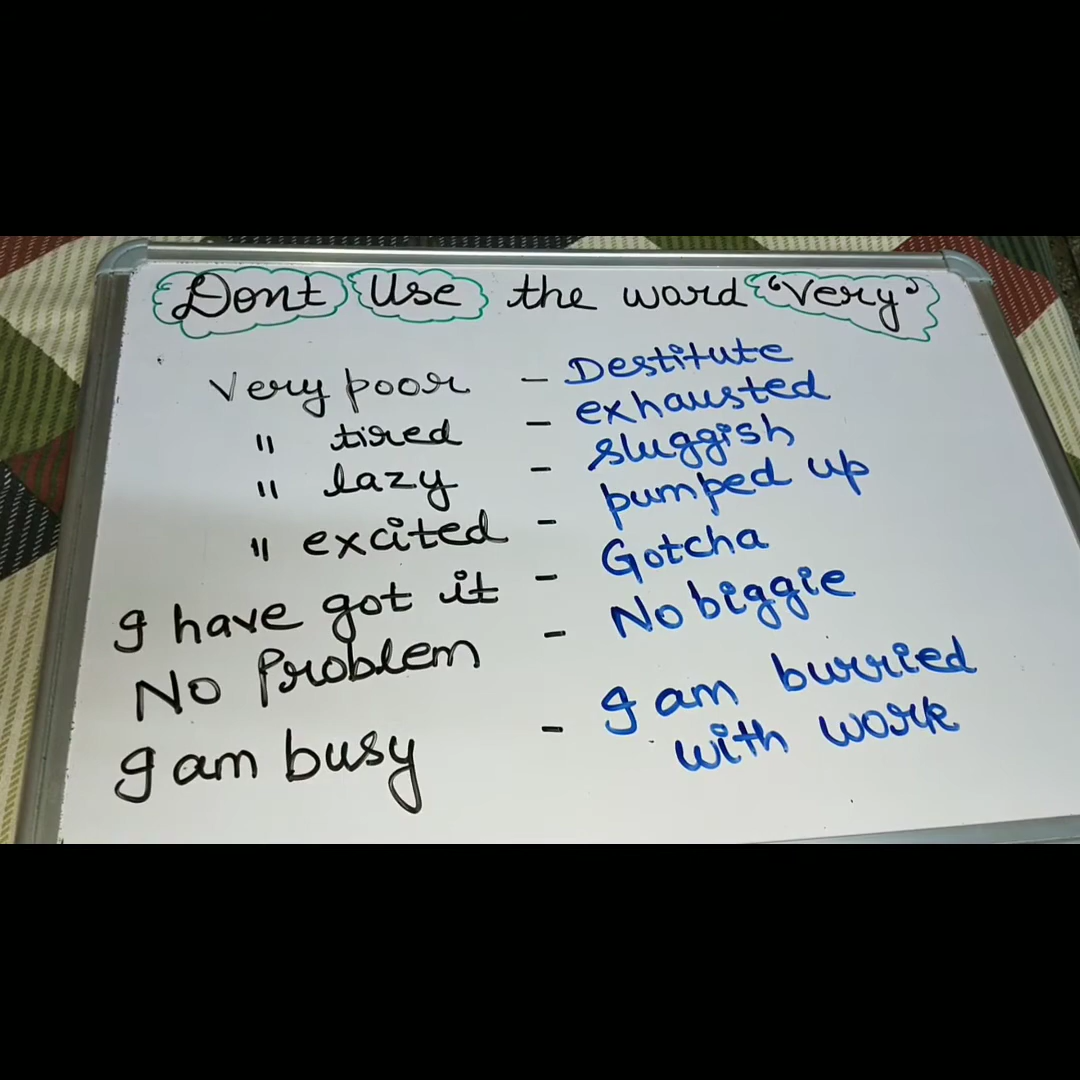 Dont Use the word "Very"
Very poor - Destitute
" tired - exhausted
" lazy - sluggish
" excited - pumped up
I have got it - Gotcha
No Problem - No biggie
I am busy - I am burried
with work